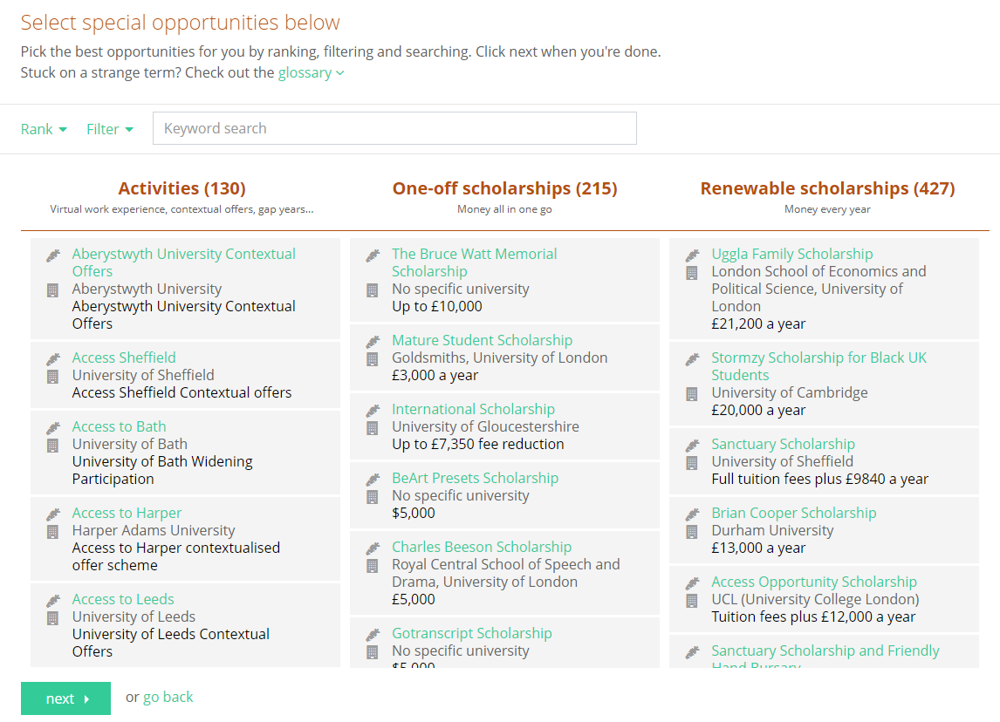 Select special opportunities below
Pick the best opportunities for you by ranking, filtering and searching. Click next when you're done.
Stuck on a strange term? Check out the glossary
Rank
Filter
Keyword search
Activities (130)
Virtual work experience, contextual offers, gap years...
Aberystwyth University Contextual
Offers
Aberystwyth University
Aberystwyth University Contextual
Offers
Access Sheffield
University of Sheffield
Access Sheffield Contextual offers
Access to Bath
University of Bath
University of Bath Widening
Participation
Access to Harper
Harper Adams University
Access to Harper contextualised
offer scheme
Access to Leeds
University of Leeds
University of Leeds Contextual
Offers
One-off scholarships (215)
Money all in one go
The Bruce Watt Memorial
Scholarship
No specific university
Up to £10,000
Mature Student Scholarship
Goldsmiths, University of London
£3,000 a year
International Scholarship
University of Gloucestershire
Up to £7,350 fee reduction
BeArt Presets Scholarship
No specific university
$5,000
Charles Beeson Scholarship
Royal Central School of Speech and
Drama, University of London
£5,000
Gotranscript Scholarship
No specific university
$5,000
Renewable scholarships (427)
Money every year
Uggla Family Scholarship
London School of Economics and
Political Science, University of
London
£21,200 a year
Stormzy Scholarship for Black UK
Students
University of Cambridge
£20,000 a year
Sanctuary Scholarship
University of Sheffield
Full tuition fees plus £9840 a year
Brian Cooper Scholarship
Durham University
£13,000 a year
Access Opportunity Scholarship
UCL (University College London)
Tuition fees plus £12,000 a year
Sanctuary Scholarship and Friendly
Hand Bursary
next
or go back